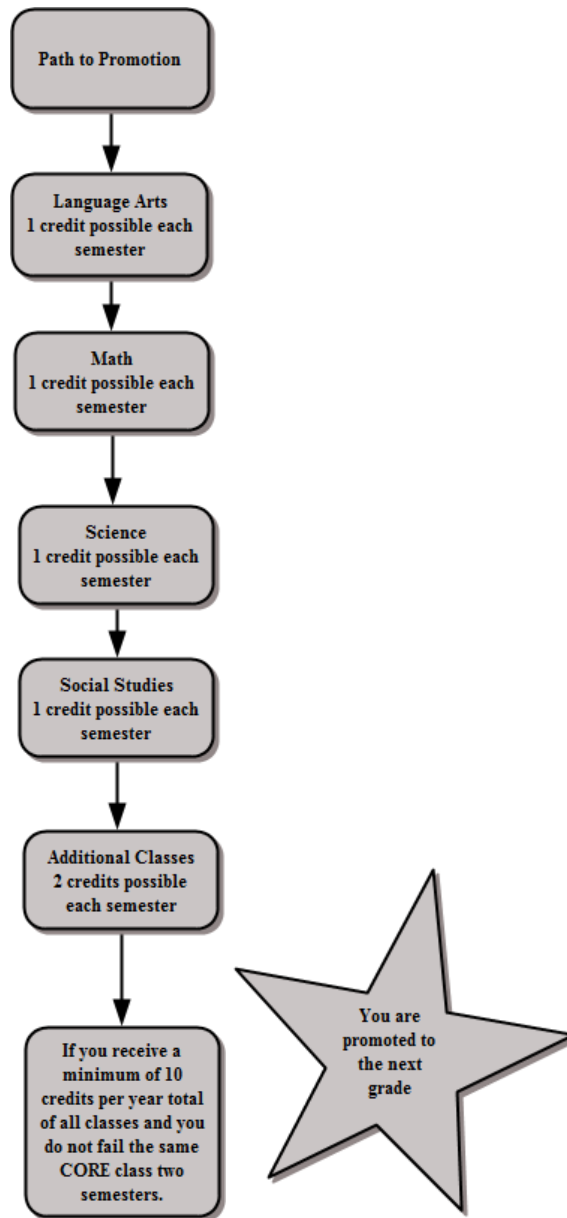 Path to Promotion
Language Arts
1 credit possible each
semester
Math
1 credit possible each
semester
Science
1 credit possible each
semester
Social Studies
1 credit possible each
semester
Additional Classes
2 credits possible
each semester
If you receive a
minimum of 10
credits per year total
of all classes and you
do not fail the same
CORE class two
semesters.
You are
promoted to
the next
grade